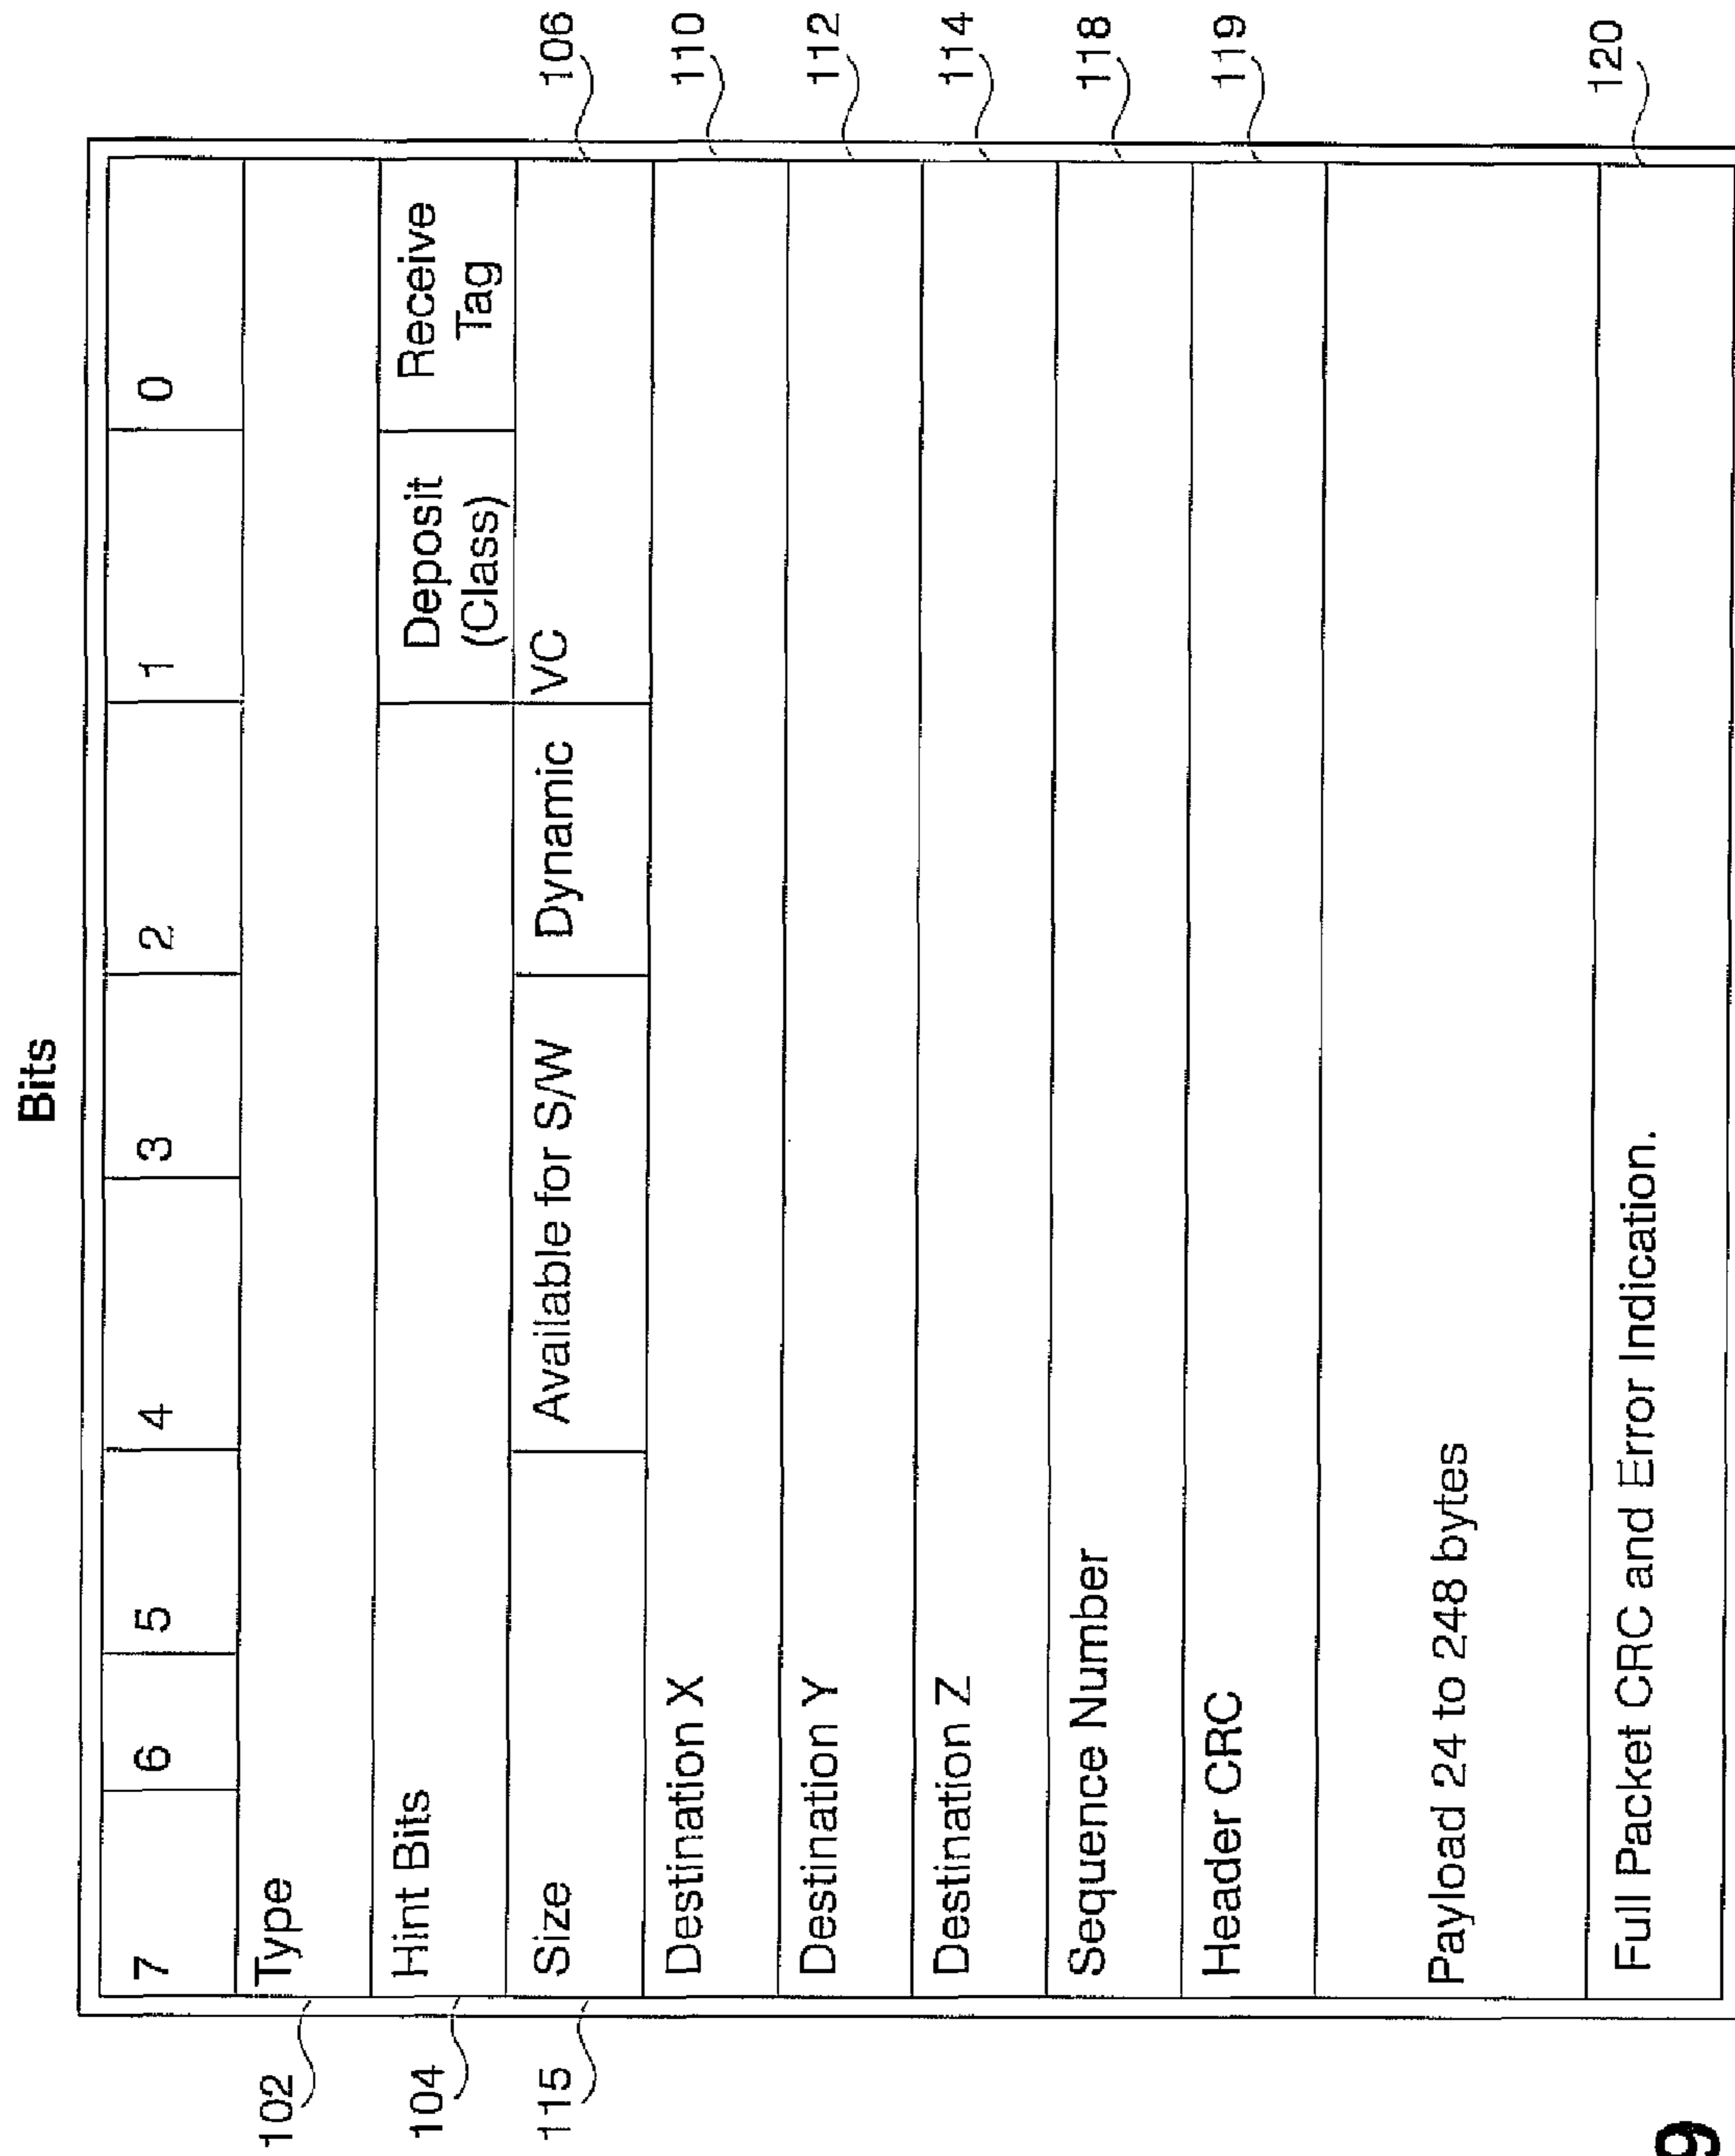 Bits
7 6 5 4 3 2 1 0
102 Type
104 Hint Bits Deposit (Class) Receive Tag
115 Size Available for S/W Dynamic VC 106
Destination X 110
Destination Y 112
Destination Z 114
Sequence Number 118
Header CRC 119
Payload 24 to 248 bytes
Full Packet CRC and Error Indication. 120